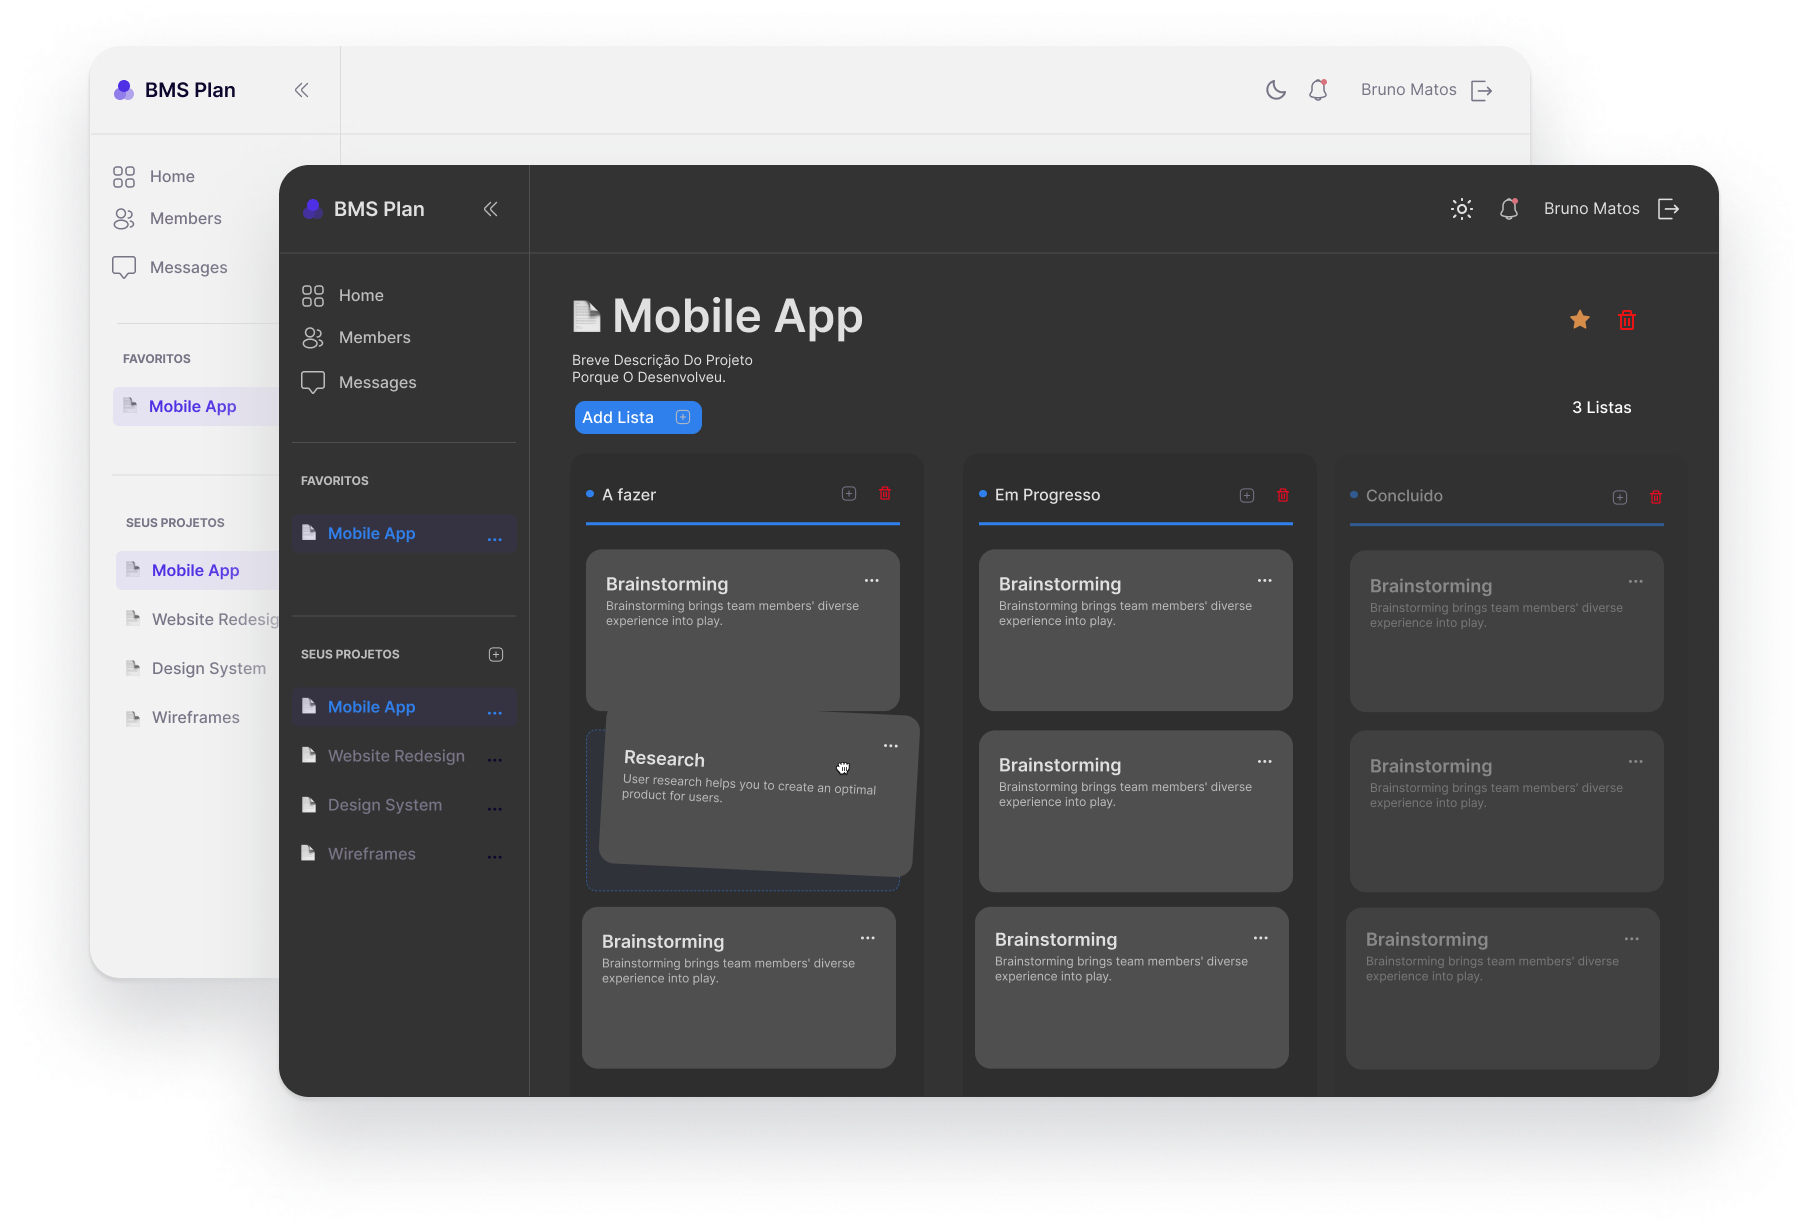 BMS Plan
Bruno Matos
Home
Members
Messages
FAVORITOS
Mobile App
SEUS PROJETOS
Mobile App
Website Redesig
Design System
Wireframes
BMS Plan
Bruno Matos
Home
Members
Messages
FAVORITOS
Mobile App
...
SEUS PROJETOS
Mobile App
...
Website Redesign
...
Design System
...
Wireframes
...
Mobile App
Breve Descrição Do Projeto
Porque O Desenvolveu.
Add Lista
3 Listas
A fazer
Brainstorming
...
Brainstorming brings team members' diverse
experience into play.
Research
...
User research helps you to create an optimal
product for users.
Brainstorming
...
Brainstorming brings team members' diverse
experience into play.
Em Progresso
Brainstorming
...
Brainstorming brings team members' diverse
experience into play.
Brainstorming
...
Brainstorming brings team members' diverse
experience into play.
Brainstorming
...
Brainstorming brings team members' diverse
experience into play.
Concluido
Brainstorming
...
Brainstorming brings team members' diverse
experience into play.
Brainstorming
...
Brainstorming brings team members' diverse
experience into play.
Brainstorming
...
Brainstorming brings team members' diverse
experience into play.